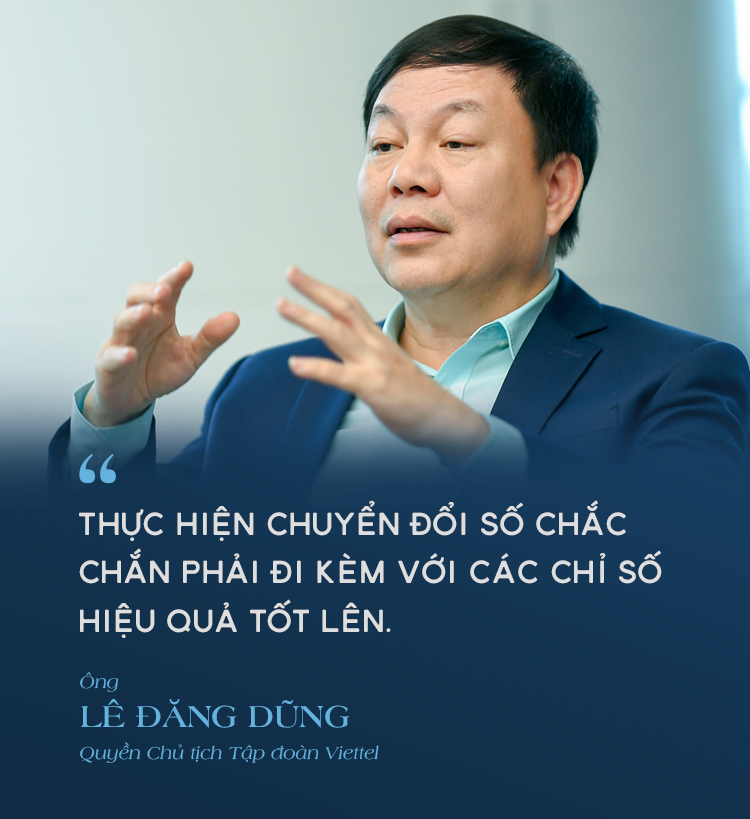 “
THỰC HIỆN CHUYỂN ĐỔI SỐ CHẮC
CHẮN PHẢI ĐI KÈM VỚI CÁC CHỈ SỐ
HIỆU QUẢ TỐT LÊN.
Ông
LÊ ĐĂNG DŨNG
Quyền Chủ tịch Tập đoàn Viettel